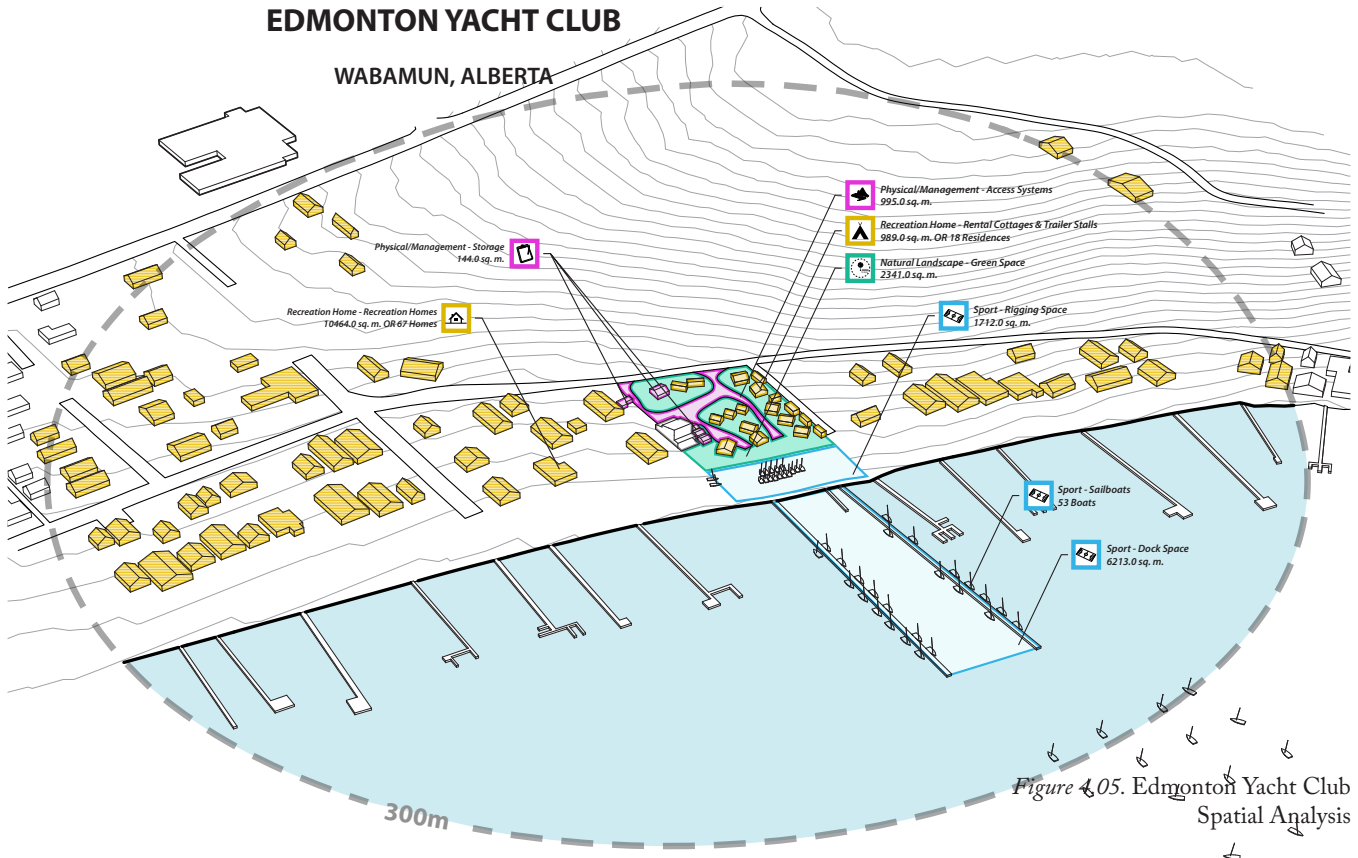 EDMONTON YACHT CLUB
WABAMUN, ALBERTA
Physical/Management - Access Systems
995.0 sq. m.
Recreation Home - Rental Cottages & Trailer Stalls
989.0 sq. m. OR 18 Residences
Physical/Management - Storage
144.0 sq. m.
Natural Landscape - Green Space
2341.0 sq. m.
Recreation Home - Recreation Homes
10464.0 sq. m. OR 67 Homes
Sport - Rigging Space
1712.0 sq. m.
Sport - Sailboats
53 Boats
Sport - Dock Space
6213.0 sq. m.
300m
Figure 4.05. Edmonton Yacht Club
Spatial Analysis